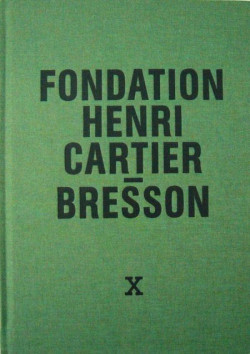 FONDATION
HENRI
CARTIER
–
BRESSON
X